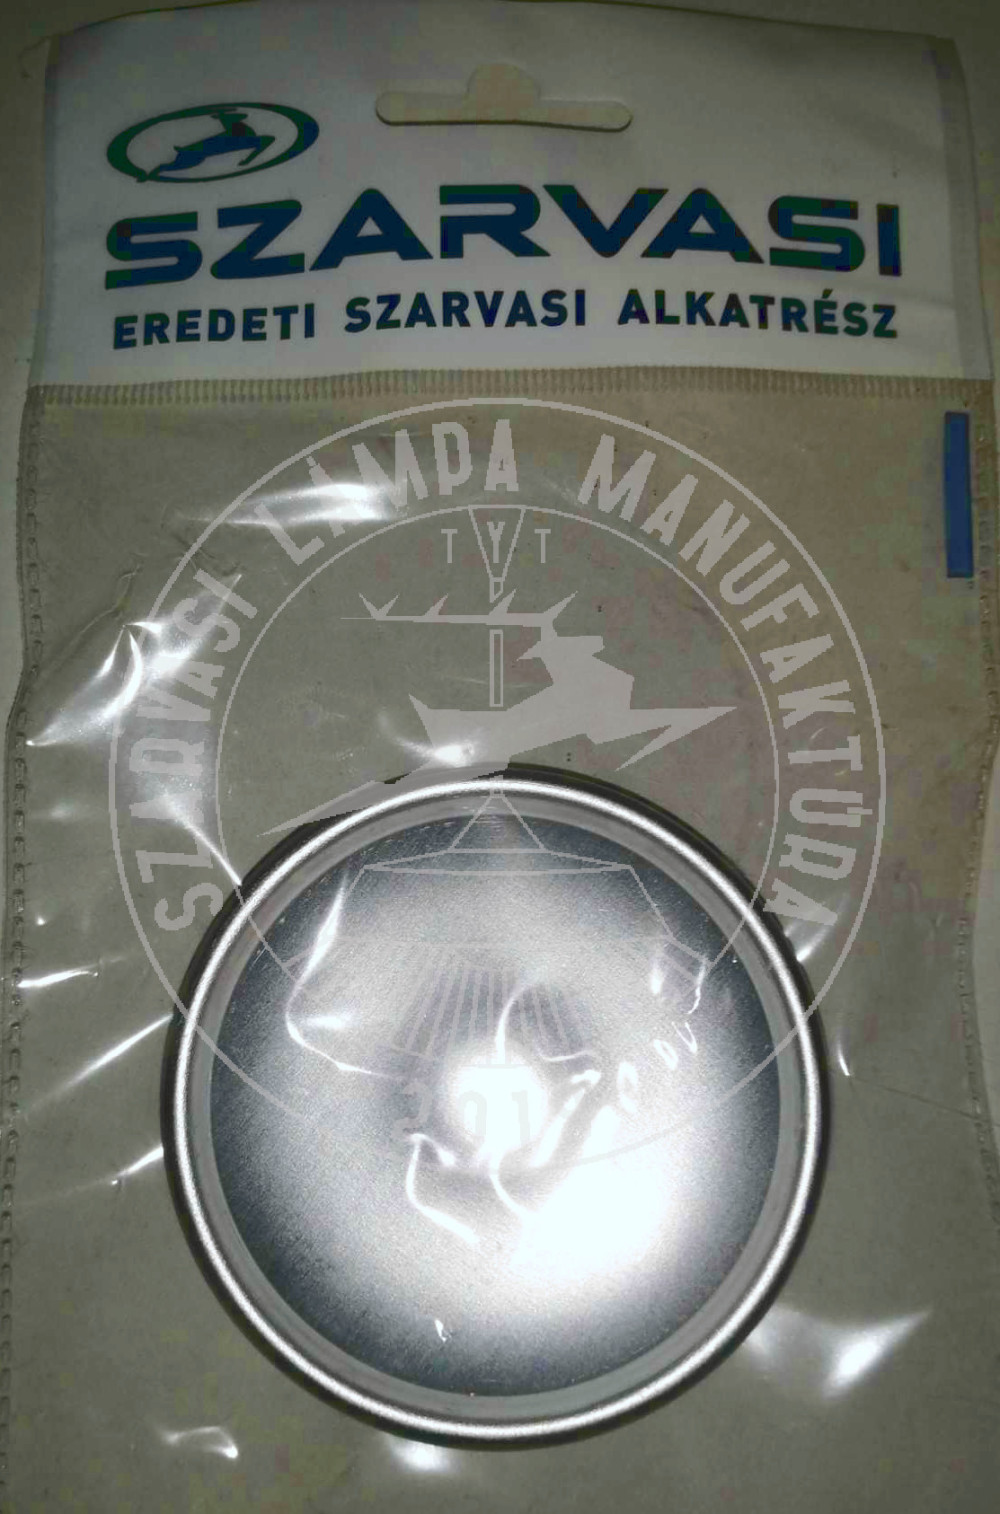 SZARVASI
EREDETI SZARVASI ALKATRÉSZ
SZARVASI LÁMPA MANUFAKTÚRA
TYT